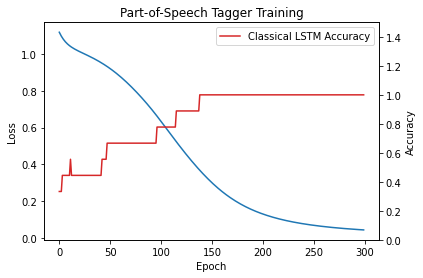 Part-of-Speech Tagger Training
Classical LSTM Accuracy
Loss
1.0
0.8
0.6
0.4
0.2
0.0
1.4
1.2
1.0
0.8
0.6
0.4
0.2
0.0
Accuracy
0 50 100 150 200 250 300
Epoch